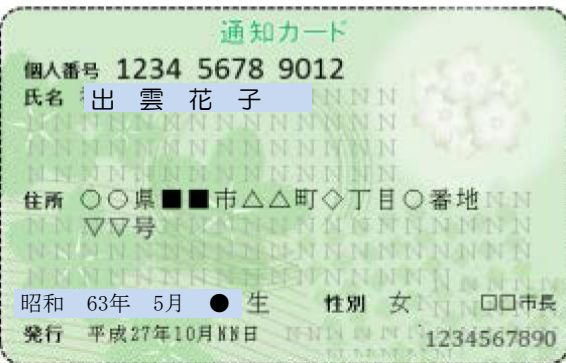 通知カード
個人番号 1234 5678 9012
氏名 出 雲 花 子
住所 ○○県■■市△△町◇丁目○番地
▽▽号
昭和 63年 5月 ● 生 性別 女 □□市長
発行 平成27年10月NN日 1234567890